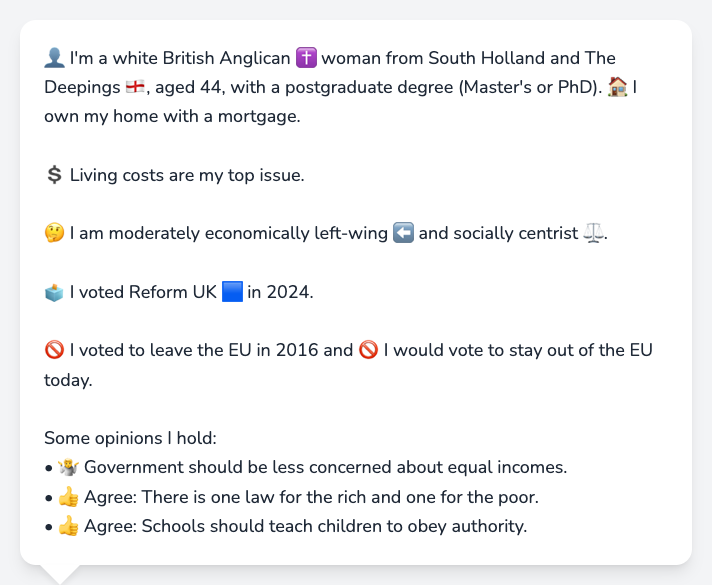 👤 I'm a white British Anglican ✝️ woman from South Holland and The
Deepings 🏴󠁧󠁢󠁥󠁮󠁧󠁿, aged 44, with a postgraduate degree (Master's or PhD). 🏠 I
own my home with a mortgage.
💲 Living costs are my top issue.
🤔 I am moderately economically left-wing ⬅️ and socially centrist ⚖️.
🗳️ I voted Reform UK 🟦 in 2024.
🚫 I voted to leave the EU in 2016 and 🚫 I would vote to stay out of the EU
today.
Some opinions I hold:
• 🤷 Government should be less concerned about equal incomes.
• 👍 Agree: There is one law for the rich and one for the poor.
• 👍 Agree: Schools should teach children to obey authority.